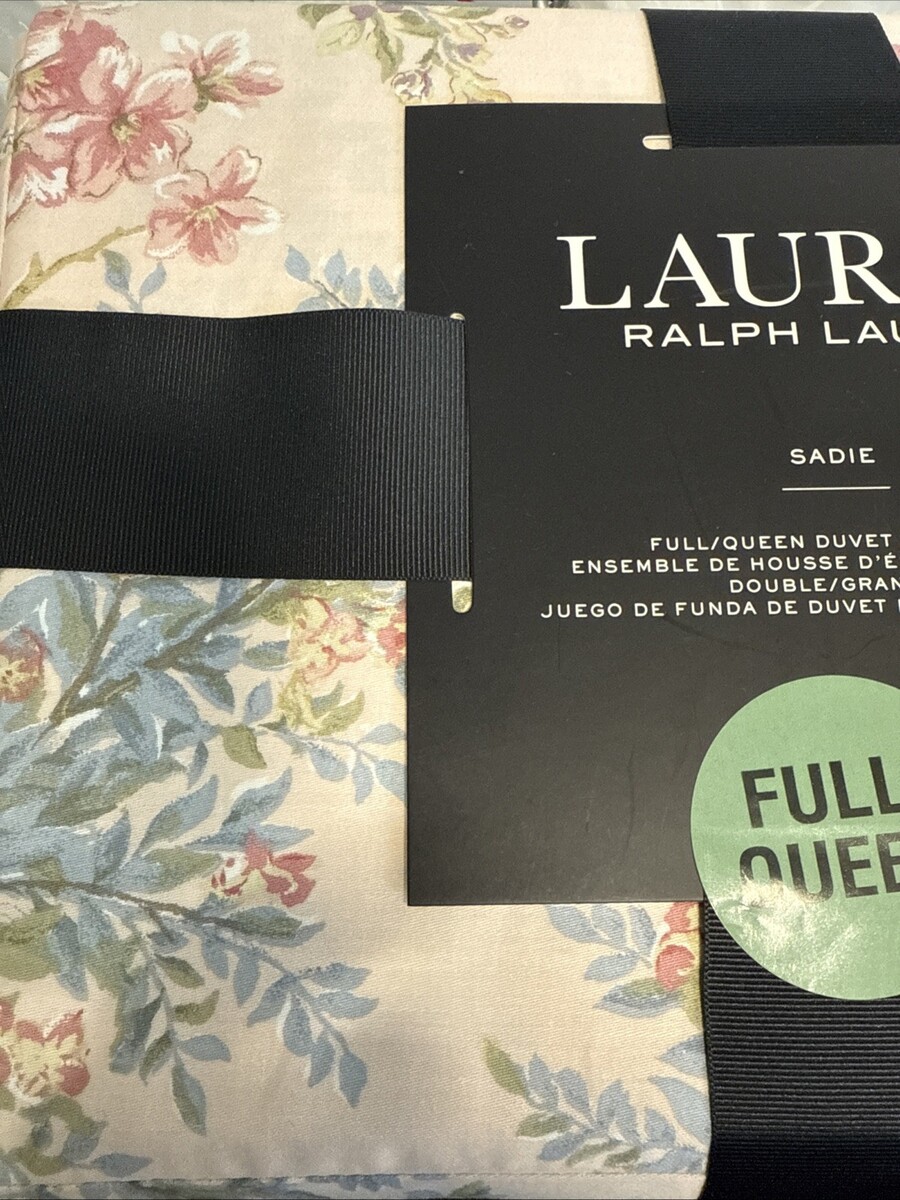 LAUR
RALPH LAU
SADIE
FULL/QUEEN DUVET
ENSEMBLE DE HOUSSE D'É
DOUBLE/GRAN
JUEGO DE FUNDA DE DUVET
FULL
QUEE